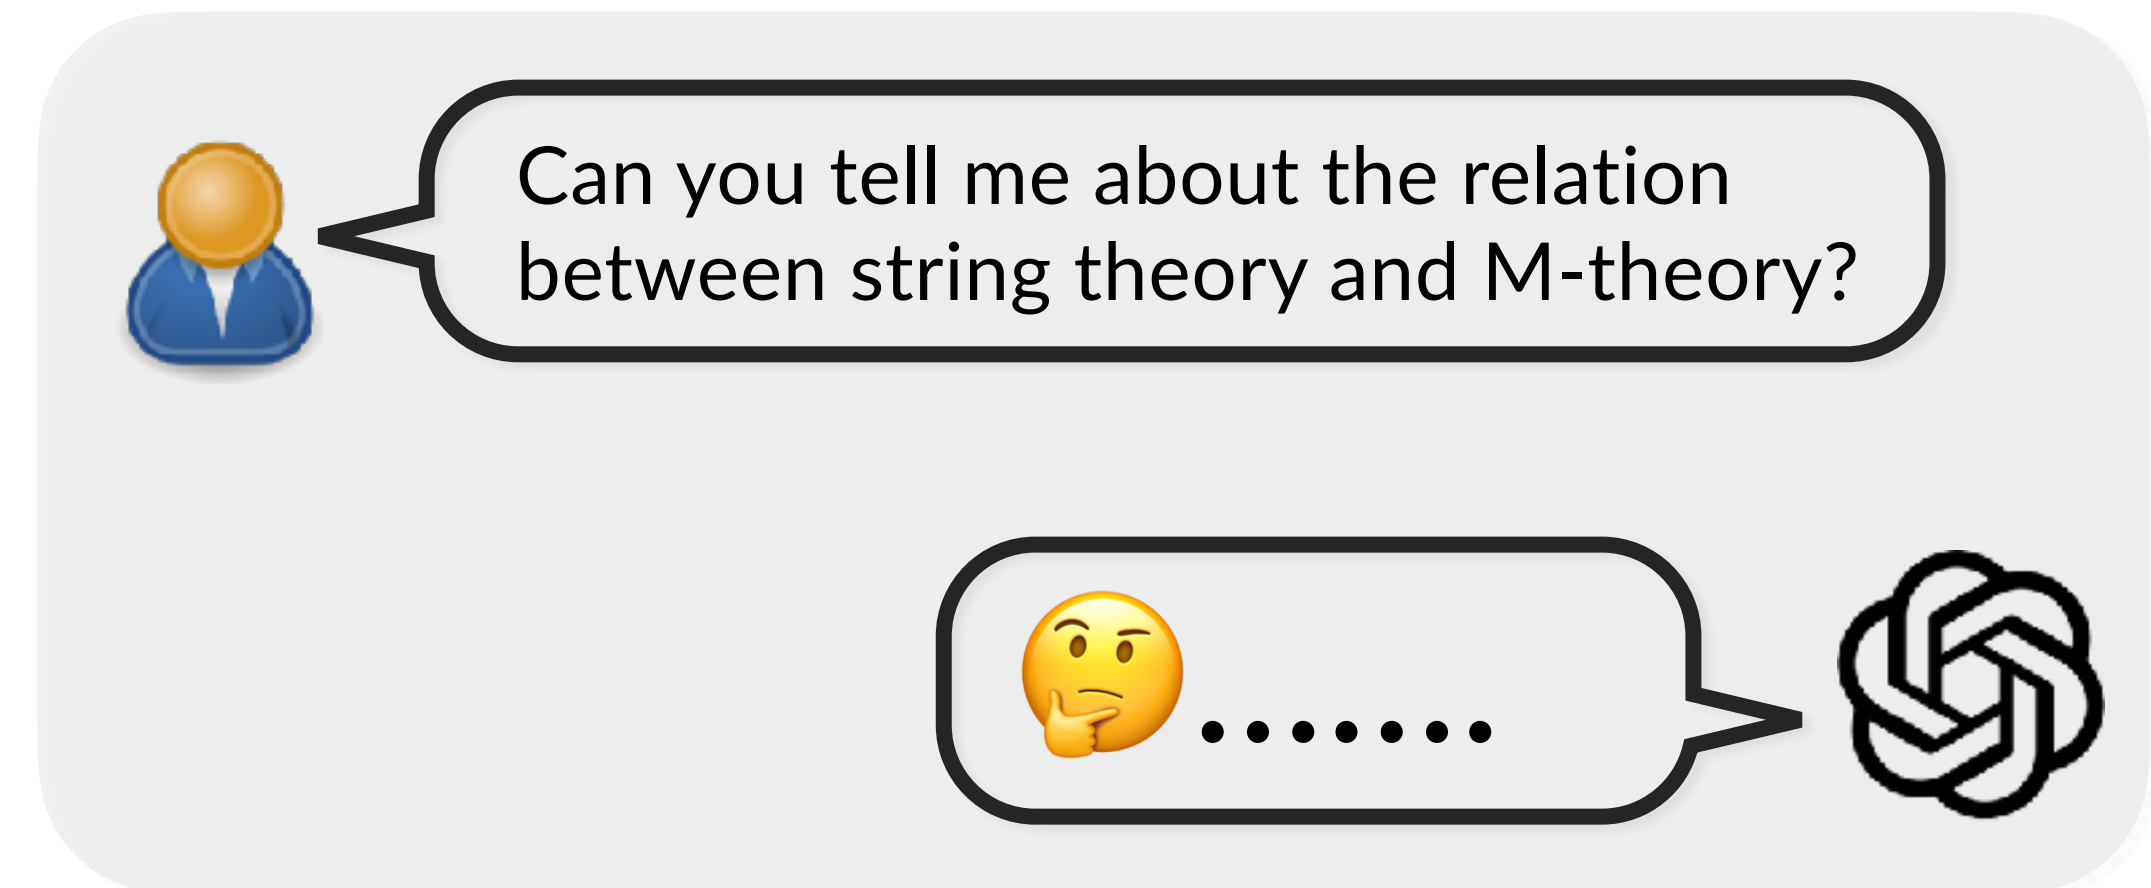 Can you tell me about the relation
between string theory and M-theory?
.......